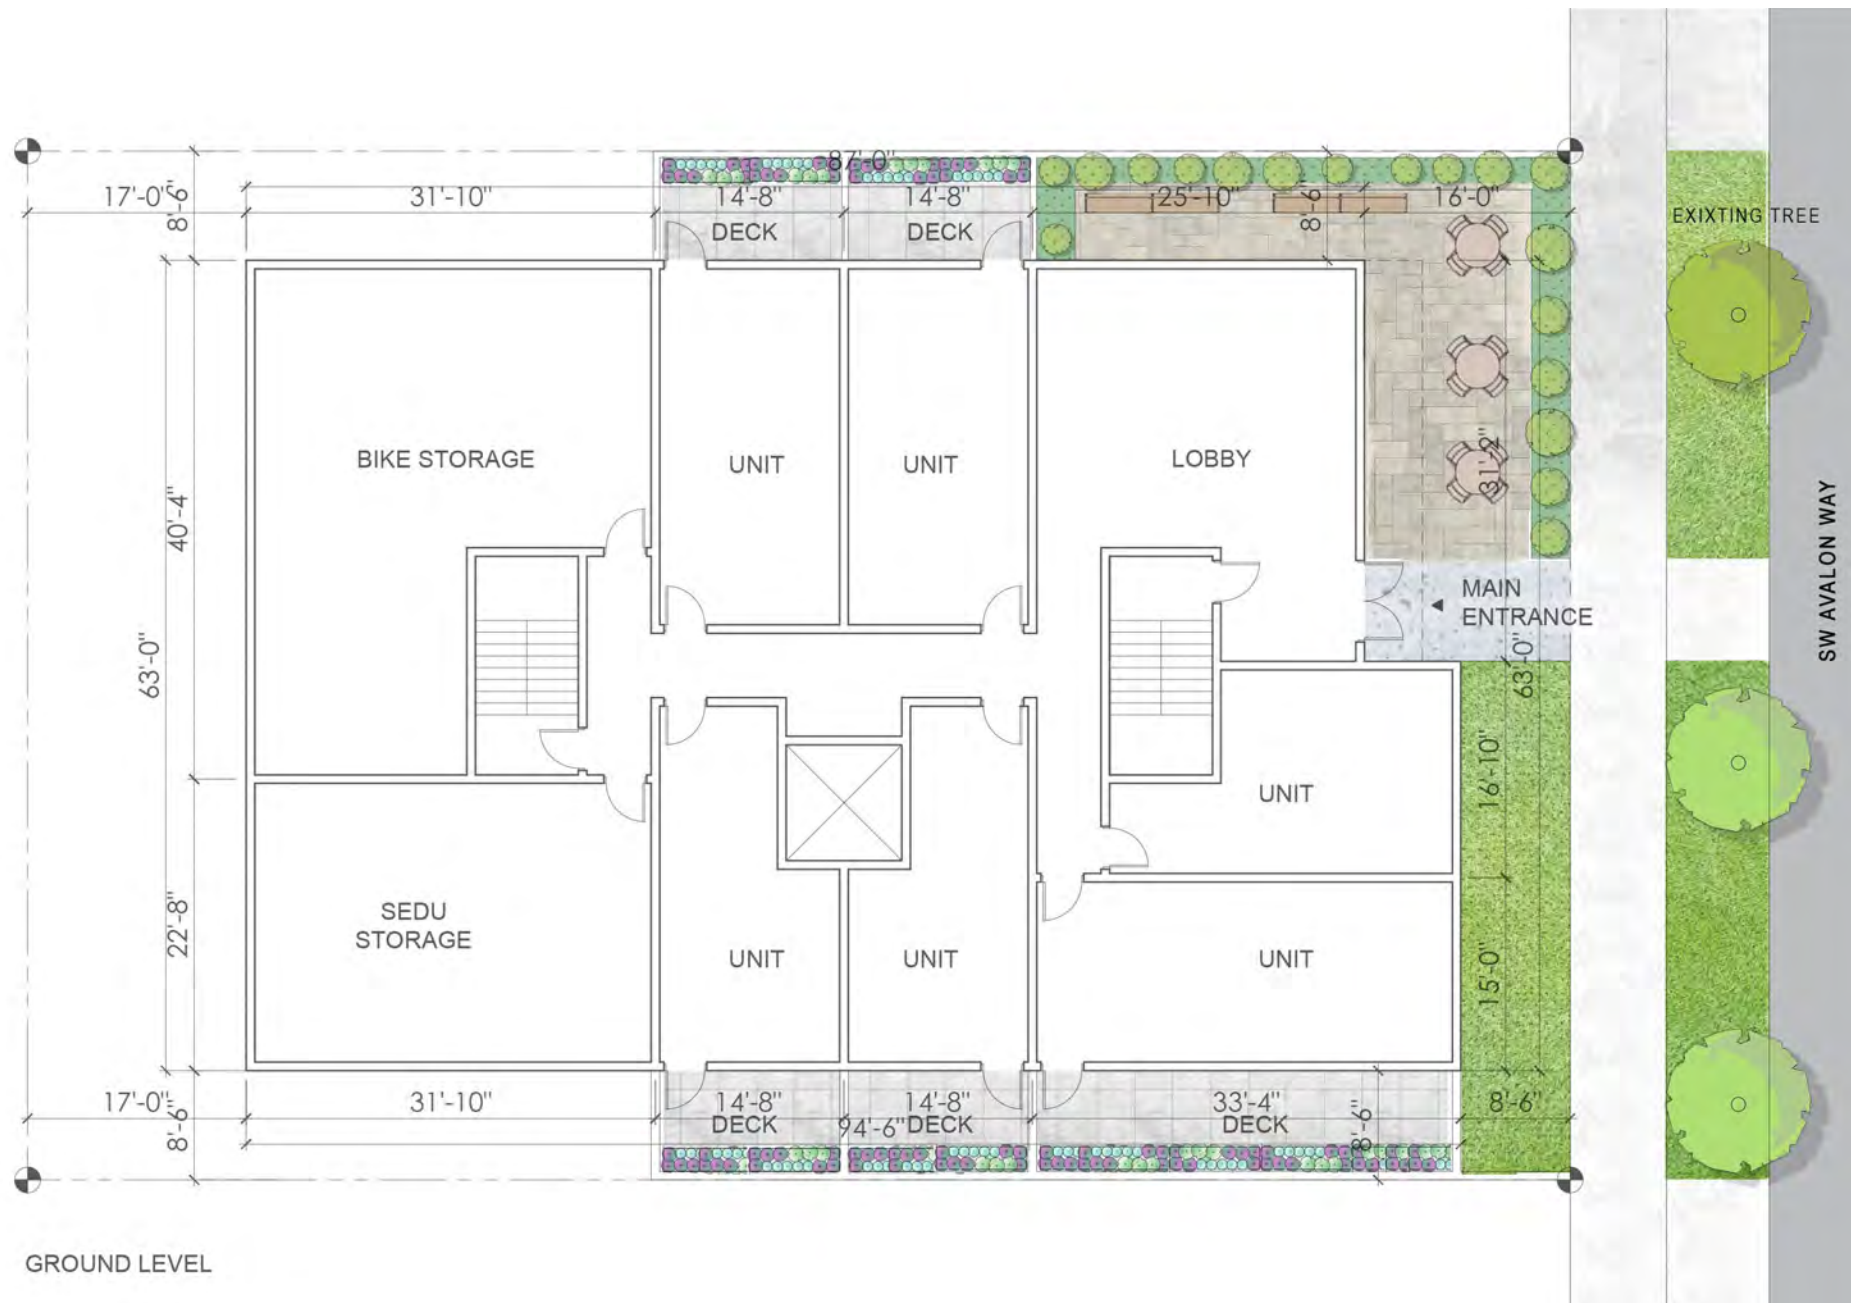 87'-0"
17'-0"
31'-10"
14'-8"
14'-8"
25'-10"
16'-0"
8'-6"
8'-6"
DECK
DECK
EXIXTING TREE
BIKE STORAGE
UNIT
UNIT
LOBBY
31'-2"
40'-4"
SW AVALON WAY
MAIN
ENTRANCE
63'-0"
63'-0"
16'-10"
UNIT
SEDU
STORAGE
22'-8"
UNIT
UNIT
UNIT
15'-0"
17'-0"
31'-10"
14'-8"
14'-8"
33'-4"
8'-6"
8'-6"
8'-6"
DECK
94'-6"
DECK
DECK
GROUND LEVEL